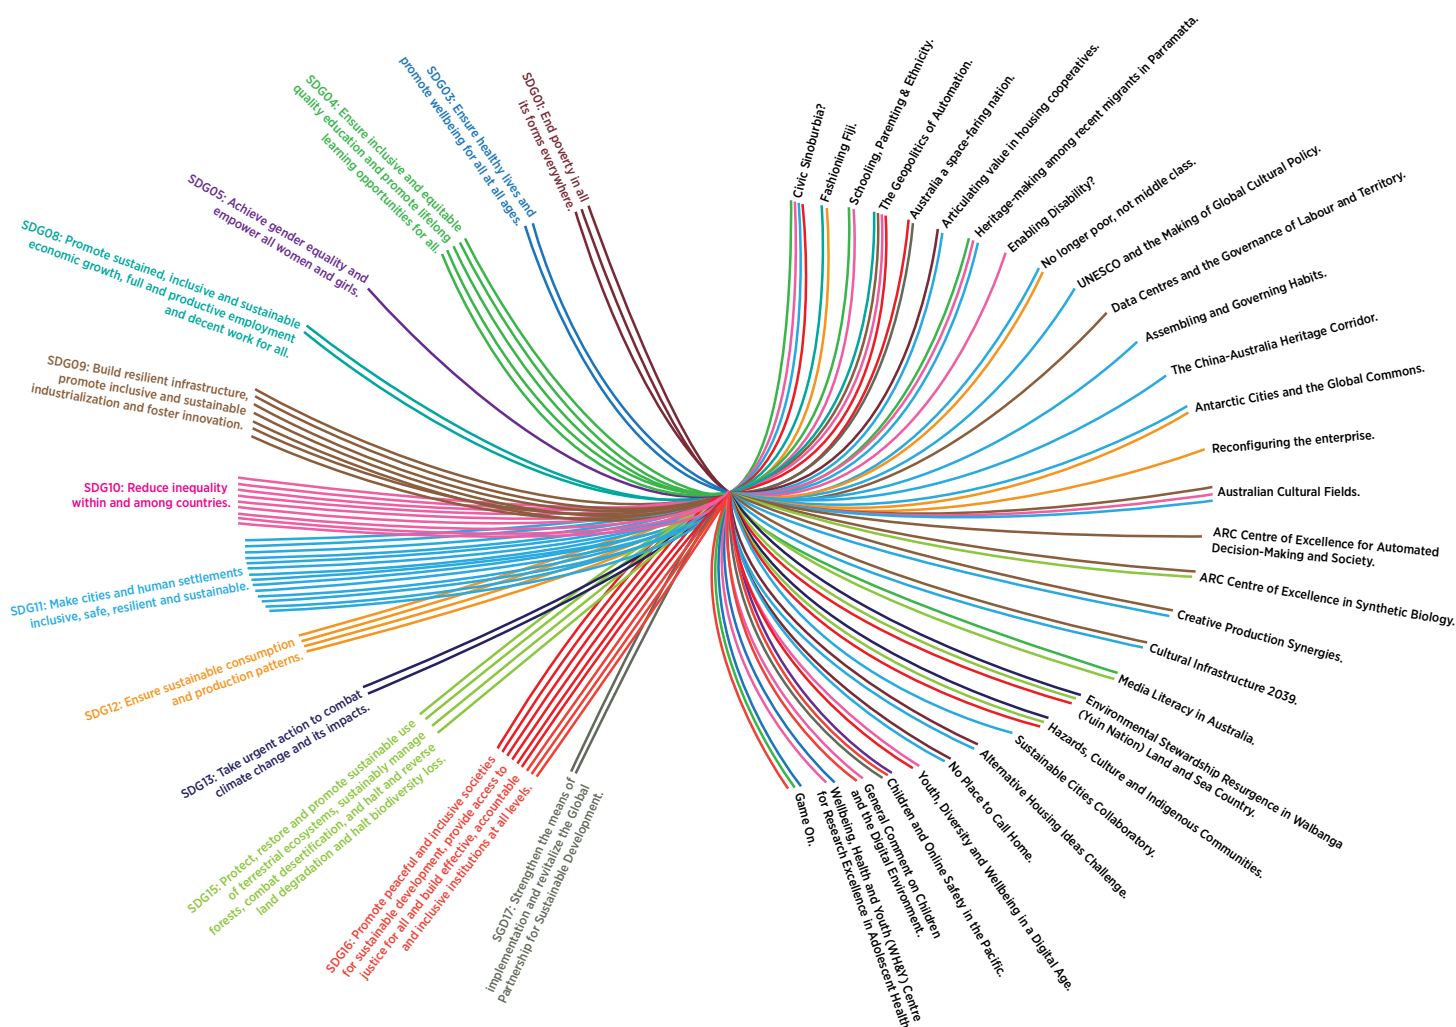 SDG01: End poverty in all
its forms everywhere.
SDG03: Ensure healthy lives and
promote wellbeing for all at all ages.
SDG04: Ensure inclusive and equitable
quality education and promote lifelong
learning opportunities for all.
SDG05: Achieve gender equality and
empower all women and girls.
SDG08: Promote sustained, inclusive and sustainable
economic growth, full and productive employment
and decent work for all.
SDG09: Build resilient infrastructure,
promote inclusive and sustainable
industrialization and foster innovation.
SDG10: Reduce inequality
within and among countries.
SDG11: Make cities and human settlements
inclusive, safe, resilient and sustainable.
SDG12: Ensure sustainable consumption
and production patterns.
SDG13: Take urgent action to combat
climate change and its impacts.
SDG15: Protect, restore and promote sustainable use
of terrestrial ecosystems, sustainably manage
forests, combat desertification, and halt and reverse
land degradation and halt biodiversity loss.
SDG16: Promote peaceful and inclusive societies
for sustainable development, provide access to
justice for all and build effective, accountable
and inclusive institutions at all levels.
SGD17: Strengthen the means of
implementation and revitalize the Global
Partnership for Sustainable Development.
Civic Sinoburbia?
Fashioning Fiji.
Schooling, Parenting & Ethnicity.
The Geopolitics of Automation.
Australia a space-faring nation.
Articulating value in housing cooperatives.
Heritage-making among recent migrants in Parramatta.
Enabling Disability?
No longer poor, not middle class.
UNESCO and the Making of Global Cultural Policy.
Data Centres and the Governance of Labour and Territory.
Assembling and Governing Habits.
The China-Australia Heritage Corridor.
Antarctic Cities and the Global Commons.
Reconfiguring the enterprise.
Australian Cultural Fields.
ARC Centre of Excellence for Automated
Decision-Making and Society.
ARC Centre of Excellence in Synthetic Biology.
Creative Production Synergies.
Cultural Infrastructure 2039.
Media Literacy in Australia.
Environmental Stewardship Resurgence in Walbanga
(Yuin Nation) Land and Sea Country.
Hazards, Culture and Indigenous Communities.
Sustainable Cities Collaboratory.
Alternative Housing Ideas Challenge.
No Place to Call Home.
Youth, Diversity and Wellbeing in a Digital Age.
Children and Online Safety in the Pacific.
General Comment on Children
and the Digital Environment.
Wellbeing, Health and Youth (WH&Y) Centre
for Research Excellence in Adolescent Health
Game On.